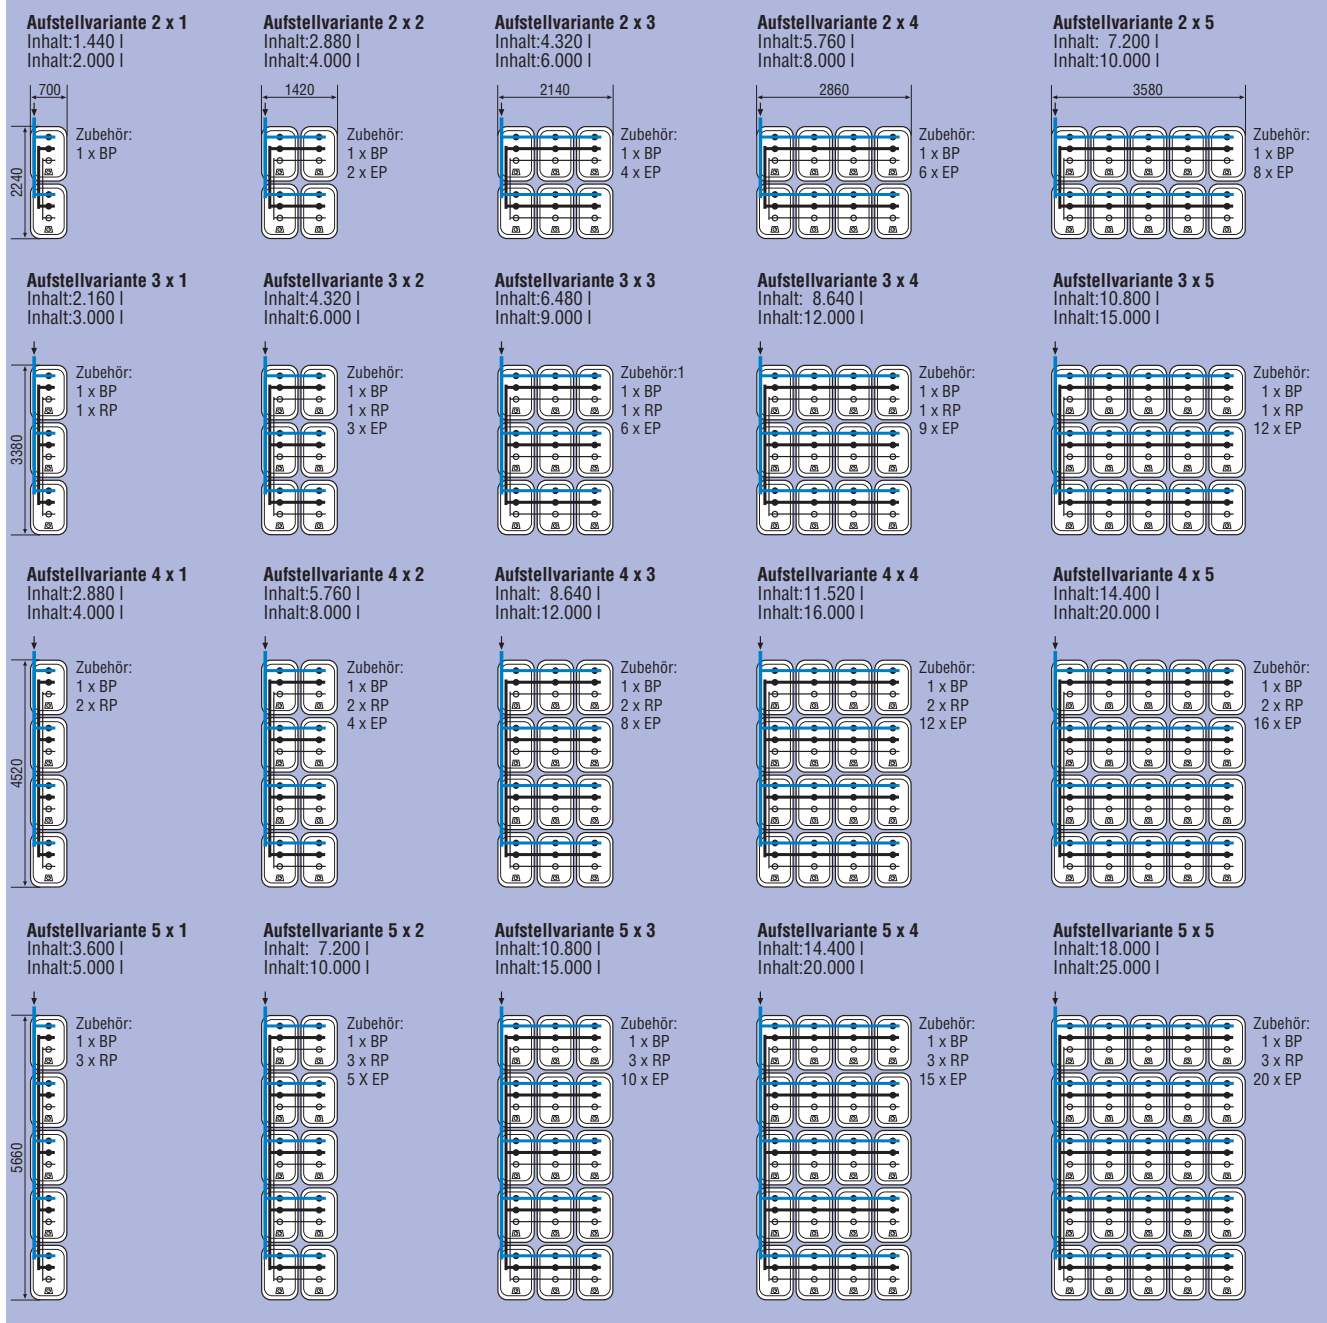 Aufstellvariante 2 x 1
Inhalt:1.440 l
Inhalt:2.000 l
700
2240
Zubehör:
1 x BP
Aufstellvariante 2 x 2
Inhalt:2.880 l
Inhalt:4.000 l
1420
Zubehör:
1 x BP
2 x EP
Aufstellvariante 2 x 3
Inhalt:4.320 l
Inhalt:6.000 l
2140
Zubehör:
1 x BP
4 x EP
Aufstellvariante 2 x 4
Inhalt:5.760 l
Inhalt:8.000 l
2860
Zubehör:
1 x BP
6 x EP
Aufstellvariante 2 x 5
Inhalt: 7.200 l
Inhalt:10.000 l
3580
Zubehör:
1 x BP
8 x EP
Aufstellvariante 3 x 1
Inhalt:2.160 l
Inhalt:3.000 l
3380
Zubehör:
1 x BP
1 x RP
Aufstellvariante 3 x 2
Inhalt:4.320 l
Inhalt:6.000 l
Zubehör:
1 x BP
1 x RP
3 x EP
Aufstellvariante 3 x 3
Inhalt:6.480 l
Inhalt:9.000 l
Zubehör:1
1 x BP
1 x RP
6 x EP
Aufstellvariante 3 x 4
Inhalt: 8.640 l
Inhalt:12.000 l
Zubehör:
1 x BP
1 x RP
9 x EP
Aufstellvariante 3 x 5
Inhalt:10.800 l
Inhalt:15.000 l
Zubehör:
1 x BP
1 x RP
12 x EP
Aufstellvariante 4 x 1
Inhalt:2.880 l
Inhalt:4.000 l
4520
Zubehör:
1 x BP
2 x RP
Aufstellvariante 4 x 2
Inhalt:5.760 l
Inhalt:8.000 l
Zubehör:
1 x BP
2 x RP
4 x EP
Aufstellvariante 4 x 3
Inhalt: 8.640 l
Inhalt:12.000 l
Zubehör:
1 x BP
2 x RP
8 x EP
Aufstellvariante 4 x 4
Inhalt:11.520 l
Inhalt:16.000 l
Zubehör:
1 x BP
2 x RP
12 x EP
Aufstellvariante 4 x 5
Inhalt:14.400 l
Inhalt:20.000 l
Zubehör:
1 x BP
2 x RP
16 x EP
Aufstellvariante 5 x 1
Inhalt:3.600 l
Inhalt:5.000 l
5660
Zubehör:
1 x BP
3 x RP
Aufstellvariante 5 x 2
Inhalt: 7.200 l
Inhalt:10.000 l
Zubehör:
1 x BP
3 x RP
5 X EP
Aufstellvariante 5 x 3
Inhalt:10.800 l
Inhalt:15.000 l
Zubehör:
1 x BP
3 x RP
10 x EP
Aufstellvariante 5 x 4
Inhalt:14.400 l
Inhalt:20.000 l
Zubehör:
1 x BP
3 x RP
15 x EP
Aufstellvariante 5 x 5
Inhalt:18.000 l
Inhalt:25.000 l
Zubehör:
1 x BP
3 x RP
20 x EP